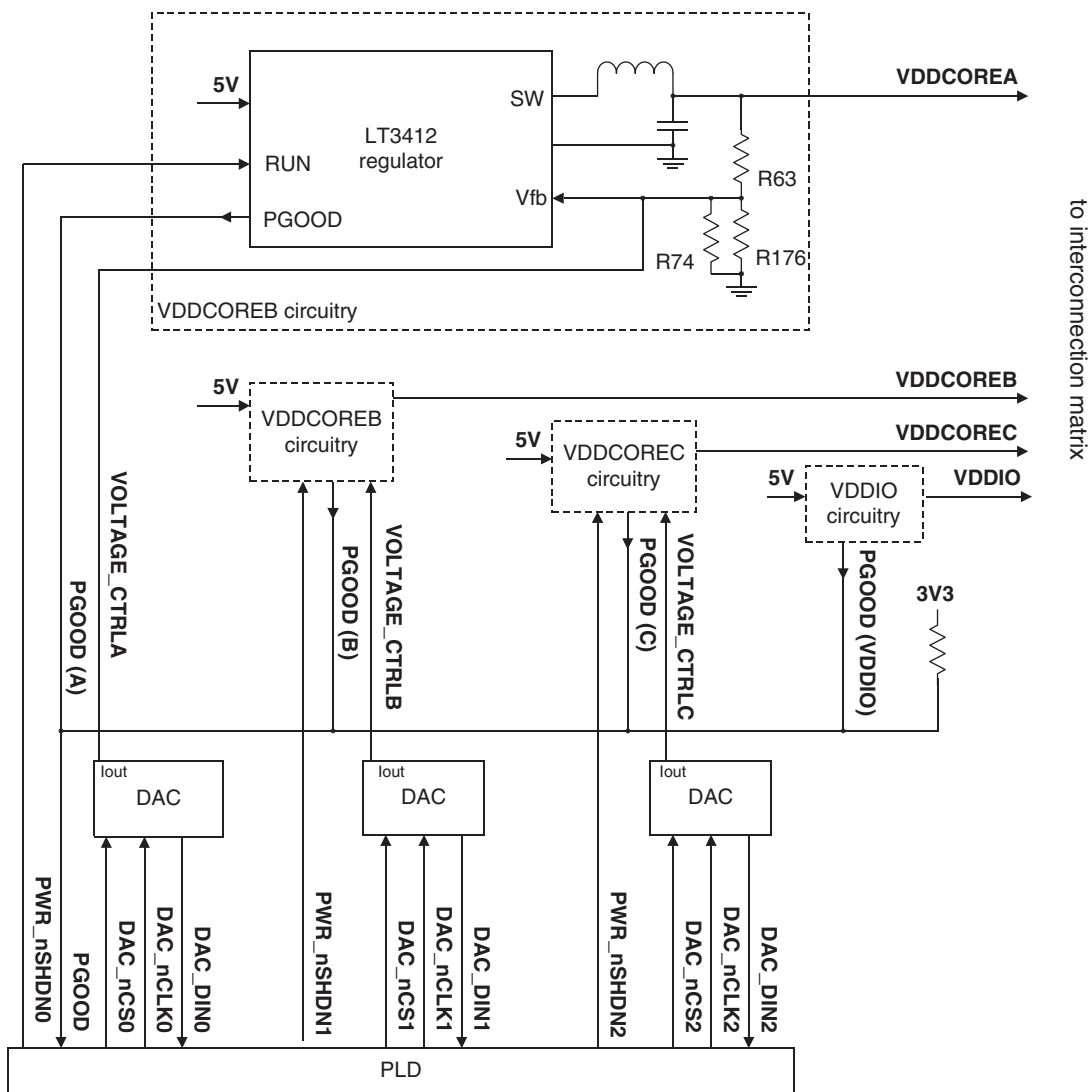 5V
SW
VDDCOREA
LT3412
regulator
RUN
R63
Vfb
PGOOD
R74
R176
VDDCOREB circuitry
to interconnection matrix
5V
VDDCOREB
circuitry
VDDCOREB
5V
VDDCOREC
circuitry
VDDCOREC
5V
VDDIO
circuitry
VDDIO
PGOOD (A)
VOLTAGE_CTRLA
PGOOD (B)
VOLTAGE_CTRLB
PGOOD (C)
VOLTAGE_CTRLC
PGOOD (VDDIO)
3V3
Iout
DAC
Iout
DAC
Iout
DAC
PWR_nSHDN0
PGOOD
DAC_nCS0
DAC_nCLK0
DAC_DIN0
PWR_nSHDN1
DAC_nCS1
DAC_nCLK1
DAC_DIN1
PWR_nSHDN2
DAC_nCS2
DAC_nCLK2
DAC_DIN2
PLD